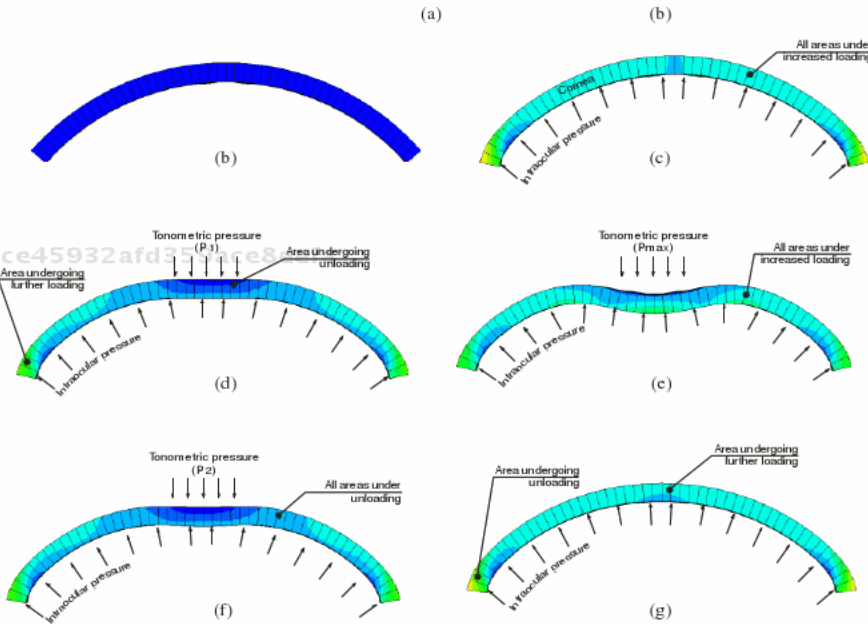 (a)
(b)
All areas unde
increased loading
Cornea
Intraocular pressure
(b)
(c)
Tonometric pressure
(P1)
Area undergoing
unloading
Area undergoing
further loading
Intraocular pressure
(d)
Tonometric pressure
(Pmax)
All areas under
increased loading
Intraocular pressure
(e)
Tonometric pressure
(P2)
All areas under
unloading
Intraocular pressure
(f)
Area undergoing
further loading
Area undergoing
unloading
Intraocular pressure
(g)